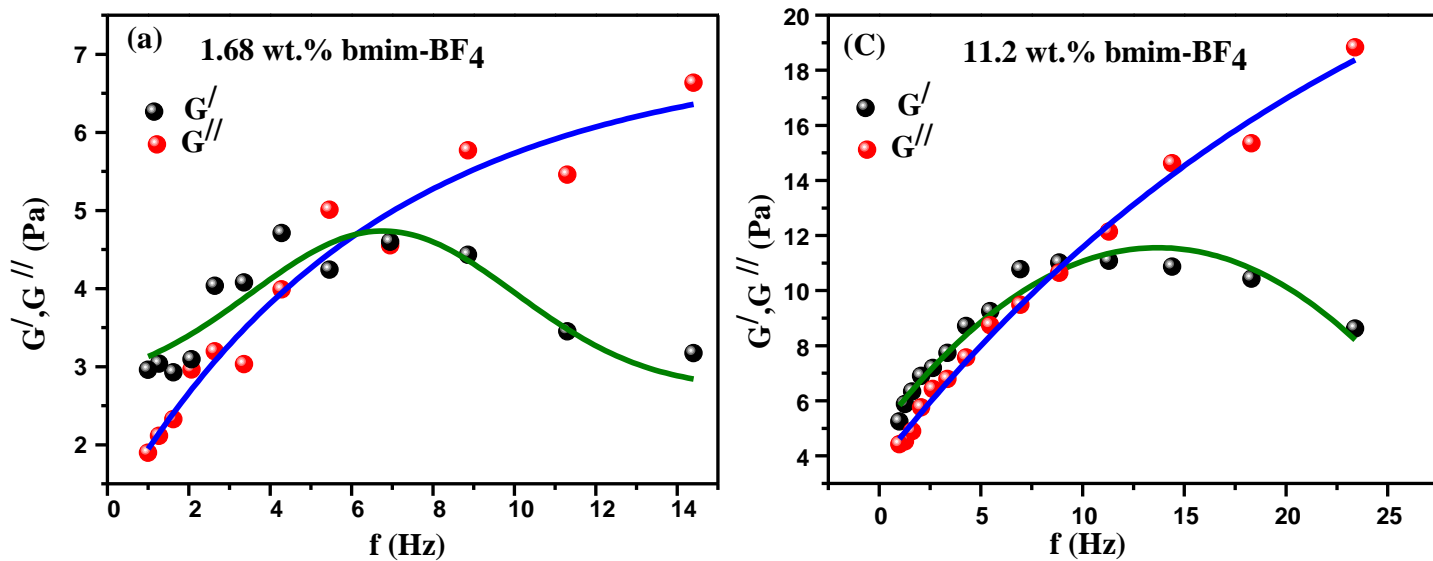 (a)
1.68 wt.% bmim-BF4
G/
G//
7
6
5
4
3
2
G/,G// (Pa)
0 2 4 6 8 10 12 14
f (Hz)
(C)
11.2 wt.% bmim-BF4
G/
G//
20
18
16
14
12
10
8
6
4
G/,G// (Pa)
0 5 10 15 20 25
f (Hz)